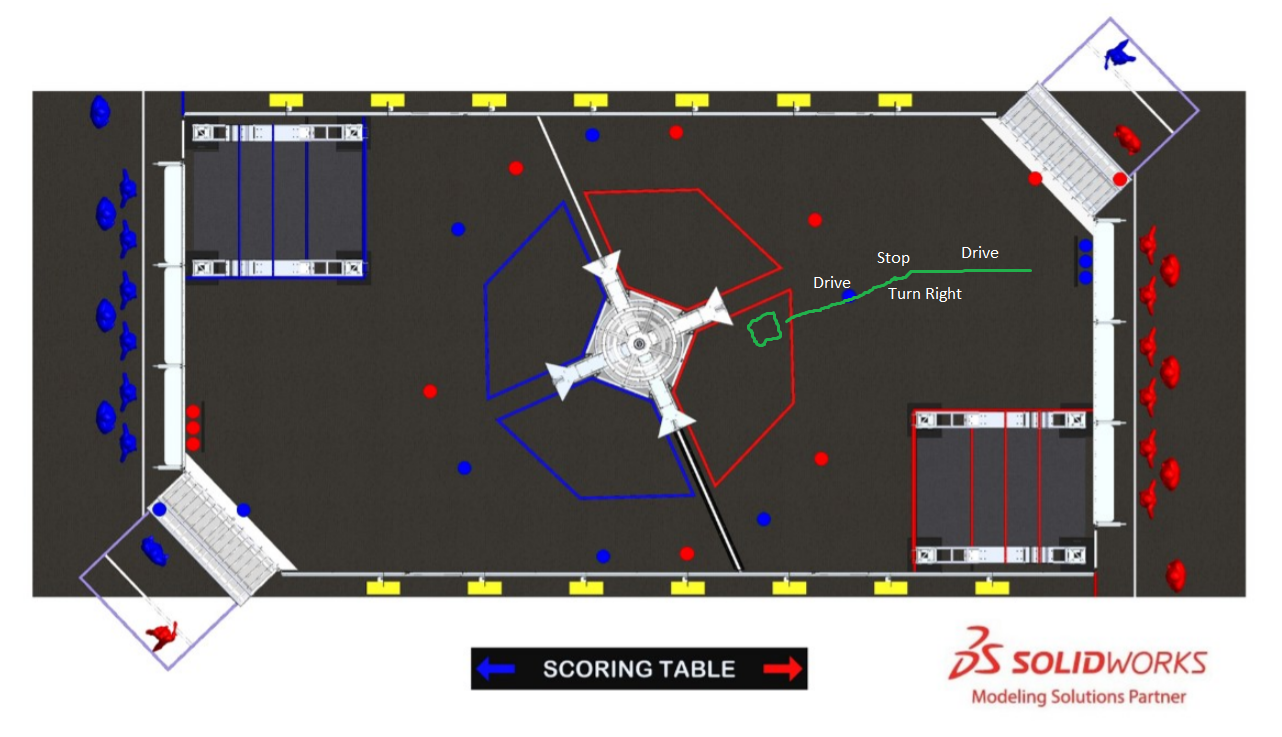 Drive
Stop
Drive
Turn Right
SCORING TABLE
SOLIDWORKS
Modeling Solutions Partner